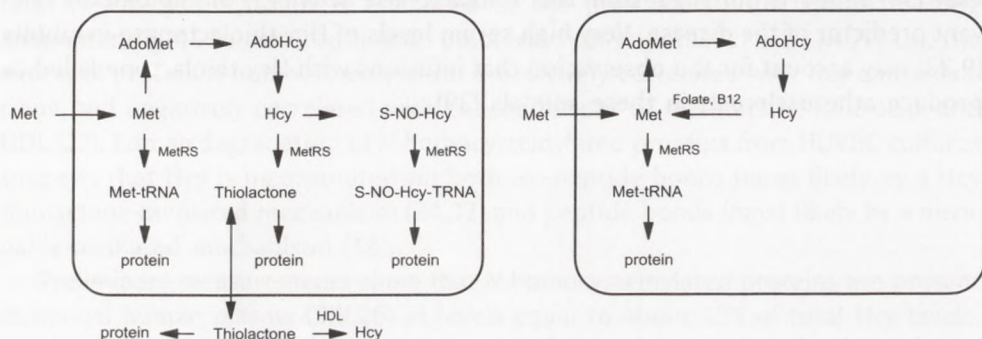 AdoMet AdoHcy AdoMet AdoHcy
Folate, B12
Met Met Hcy S-NO-Hcy Met Met Hcy
MetRS MetRS MetRS MetRS
Met-tRNA Thiolactone S-NO-Hcy-TRNA Met-tRNA
protein protein protein protein
HDL
protein Thiolactone Hcy